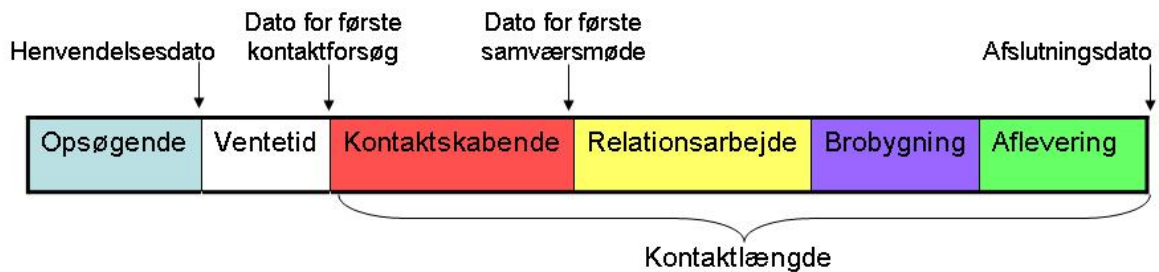 Dato for første
kontaktforsøg
Dato for første
samværsmøde
Henvendelsesdato
Afslutningsdato
Opsøgende
Ventetid
Kontaktskabende
Relationsarbejde
Brobygning
Aflevering
Kontaktlængde